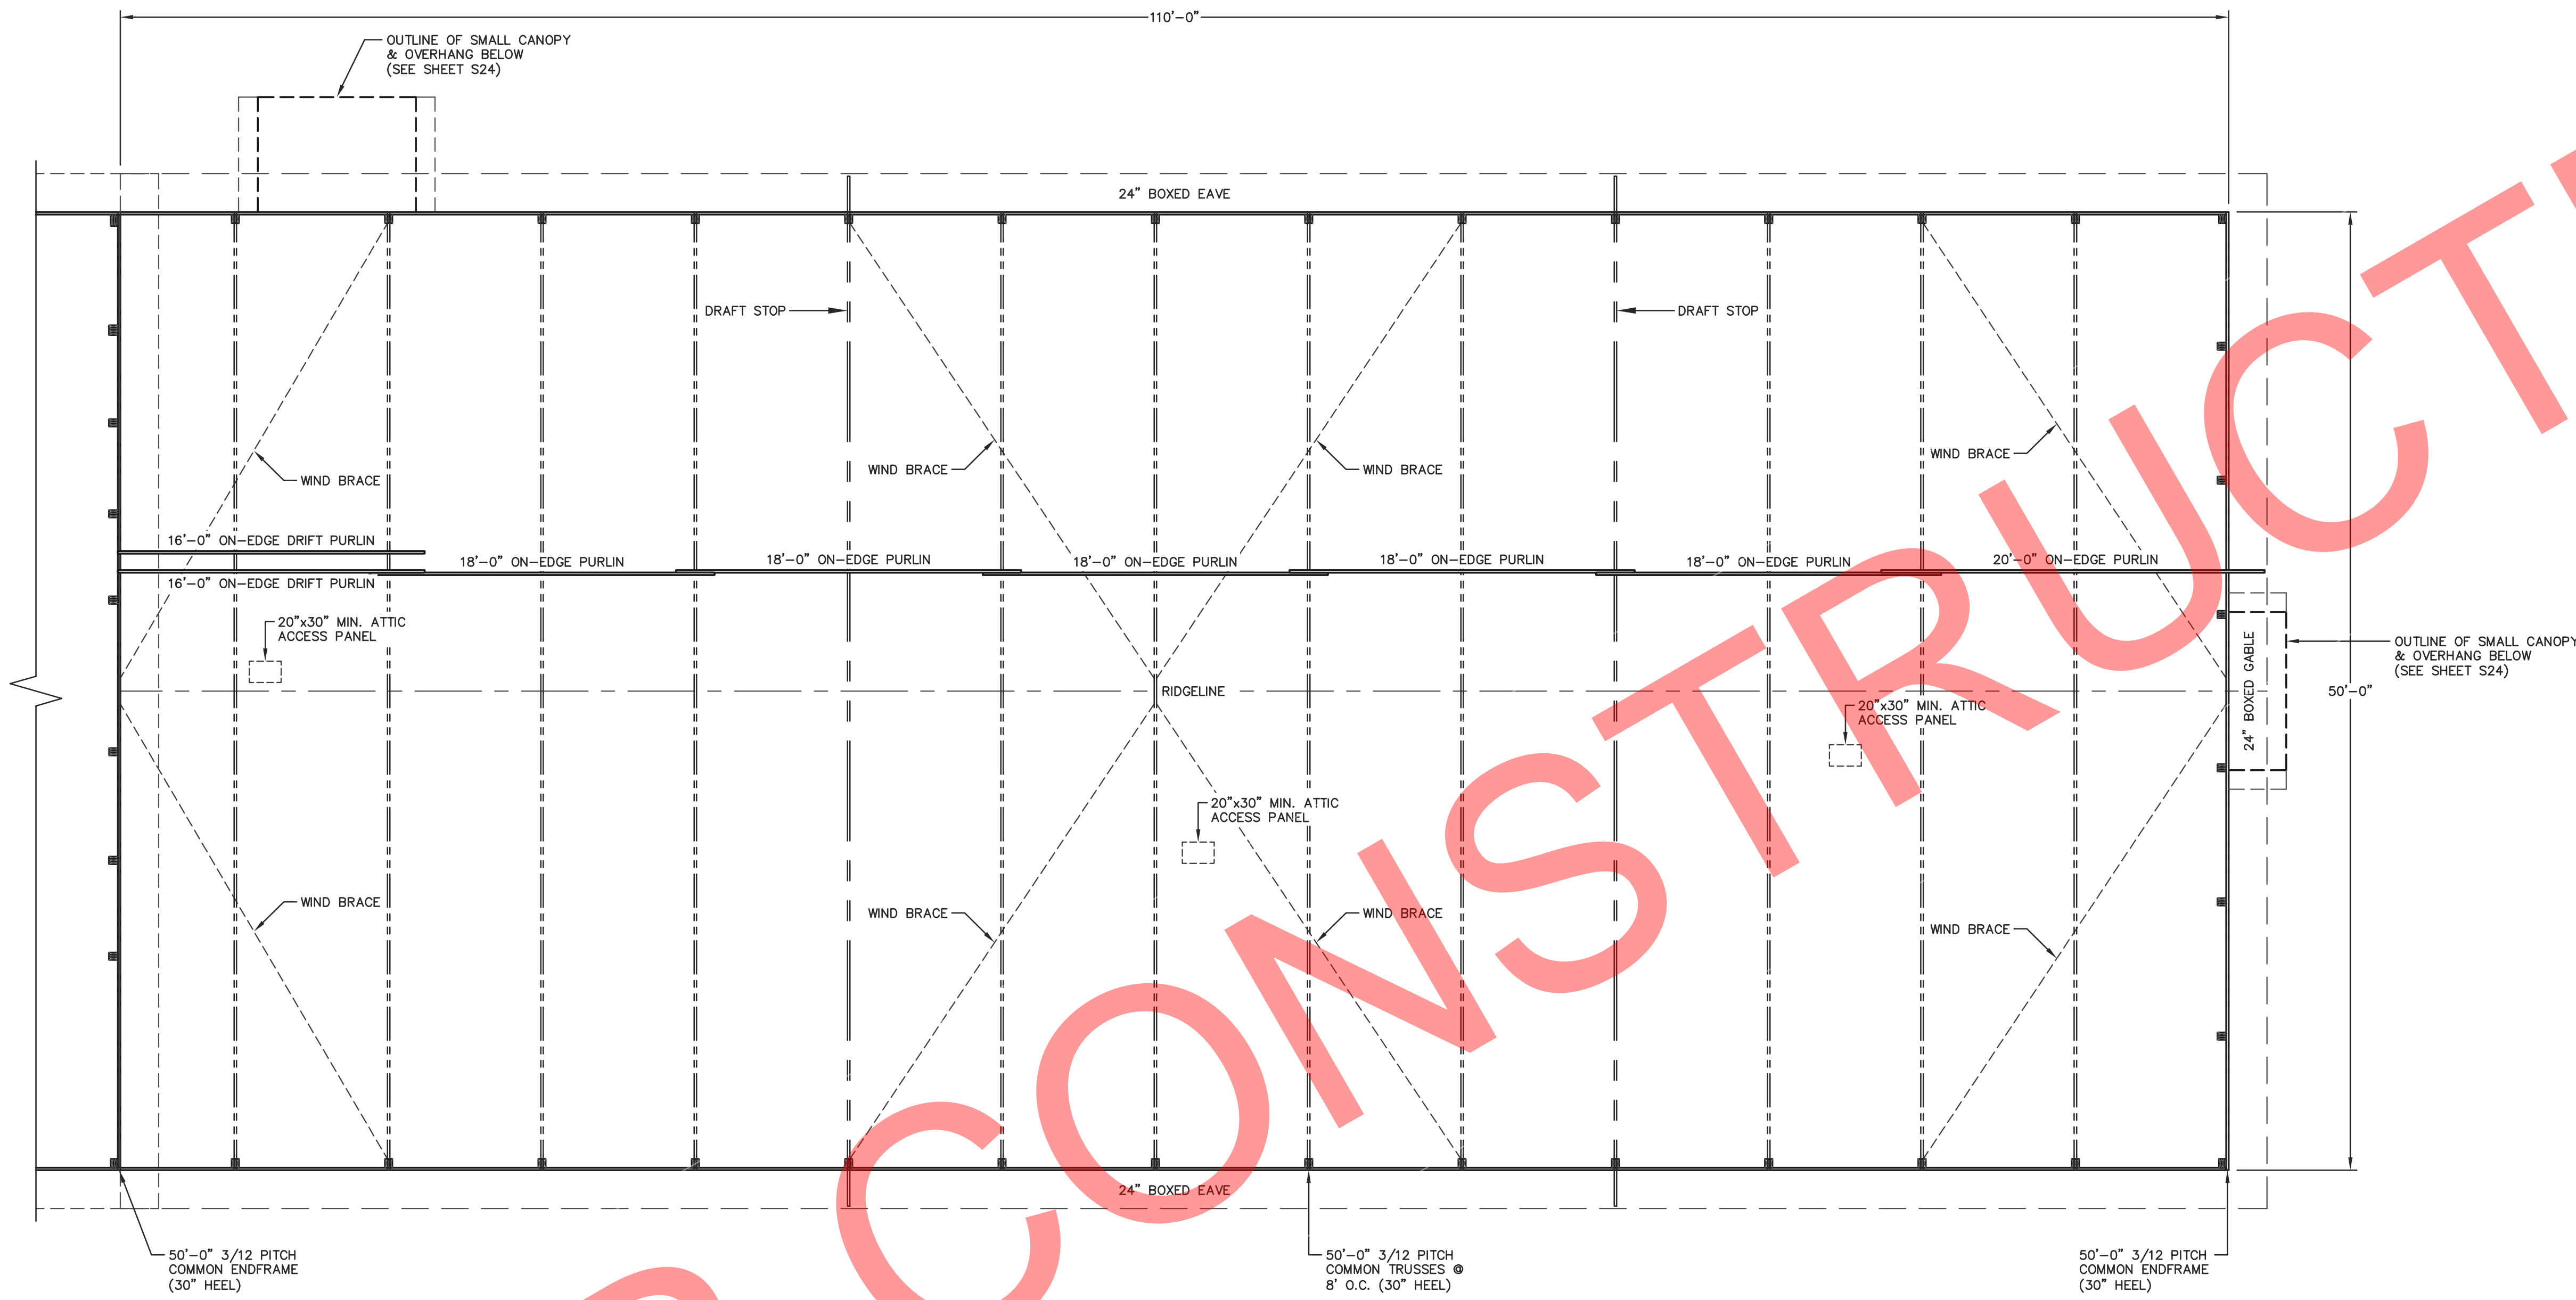 110'-0"
OUTLINE OF SMALL CANOPY
& OVERHANG BELOW
(SEE SHEET S24)
24" BOXED EAVE
DRAFT STOP
DRAFT STOP
WIND BRACE
WIND BRACE
WIND BRACE
WIND BRACE
16'-0" ON-EDGE DRIFT PURLIN
18'-0" ON-EDGE PURLIN
18'-0" ON-EDGE PURLIN
18'-0" ON-EDGE PURLIN
18'-0" ON-EDGE PURLIN
18'-0" ON-EDGE PURLIN
20'-0" ON-EDGE PURLIN
16'-0" ON-EDGE DRIFT PURLIN
20"x30" MIN. ATTIC
ACCESS PANEL
RIDGELINE
24" BOXED GABLE
OUTLINE OF SMALL CANOPY
& OVERHANG BELOW
(SEE SHEET S24)
50'-0"
20"x30" MIN. ATTIC
ACCESS PANEL
20"x30" MIN. ATTIC
ACCESS PANEL
WIND BRACE
WIND BRACE
WIND BRACE
WIND BRACE
24" BOXED EAVE
50'-0" 3/12 PITCH
COMMON ENDFRAME
(30" HEEL)
50'-0" 3/12 PITCH
COMMON TRUSSES @
8' O.C. (30" HEEL)
50'-0" 3/12 PITCH
COMMON ENDFRAME
(30" HEEL)
R CONSTRUCT